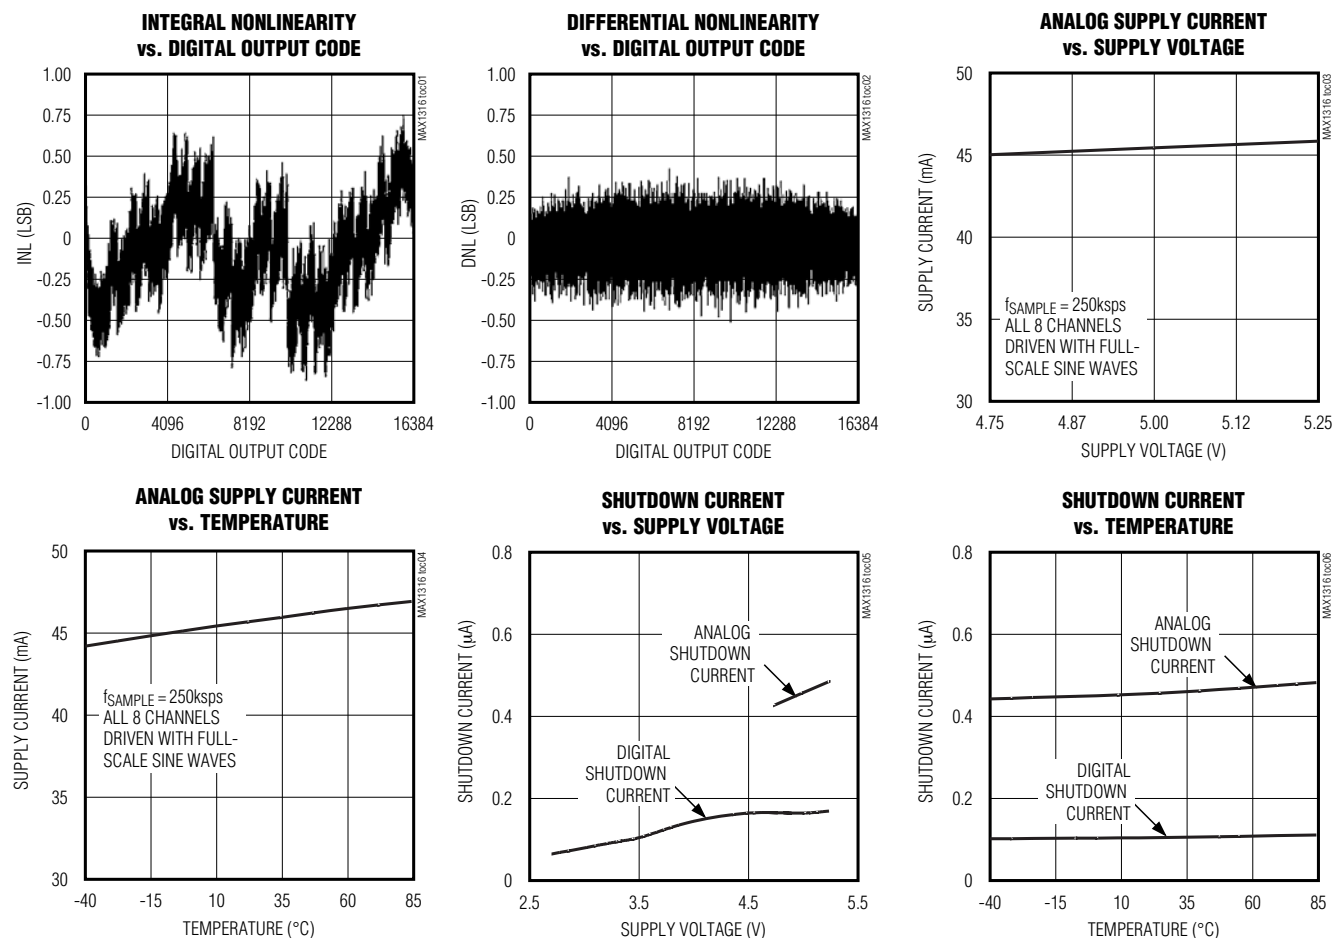 INTEGRAL NONLINEARITY
vs. DIGITAL OUTPUT CODE
MAX1316 toc01
INL (LSB)
1.00
0.75
0.50
0.25
0
-0.25
-0.50
-0.75
-1.00
0 4096 8192 12288 16384
DIGITAL OUTPUT CODE
DIFFERENTIAL NONLINEARITY
vs. DIGITAL OUTPUT CODE
MAX1316 toc02
DNL (LSB)
1.00
0.75
0.50
0.25
0
-0.25
-0.50
-0.75
-1.00
0 4096 8192 12288 16384
DIGITAL OUTPUT CODE
ANALOG SUPPLY CURRENT
vs. SUPPLY VOLTAGE
MAX1316 toc03
SUPPLY CURRENT (mA)
50
45
40
35
30
fSAMPLE = 250ksps
ALL 8 CHANNELS
DRIVEN WITH FULL-
SCALE SINE WAVES
4.75 4.87 5.00 5.12 5.25
SUPPLY VOLTAGE (V)
ANALOG SUPPLY CURRENT
vs. TEMPERATURE
MAX1316 toc04
SUPPLY CURRENT (mA)
50
45
40
35
30
fSAMPLE = 250ksps
ALL 8 CHANNELS
DRIVEN WITH FULL-
SCALE SINE WAVES
-40 -15 10 35 60 85
TEMPERATURE (°C)
SHUTDOWN CURRENT
vs. SUPPLY VOLTAGE
MAX1316 toc05
SHUTDOWN CURRENT (µA)
0.8
0.6
0.4
0.2
0
ANALOG
SHUTDOWN
CURRENT
DIGITAL
SHUTDOWN
CURRENT
2.5 3.5 4.5 5.5
SUPPLY VOLTAGE (V)
SHUTDOWN CURRENT
vs. TEMPERATURE
MAX1316 toc06
SHUTDOWN CURRENT (µA)
0.8
0.6
0.4
0.2
0
ANALOG
SHUTDOWN
CURRENT
DIGITAL
SHUTDOWN
CURRENT
-40 -15 10 35 60 85
TEMPERATURE (°C)